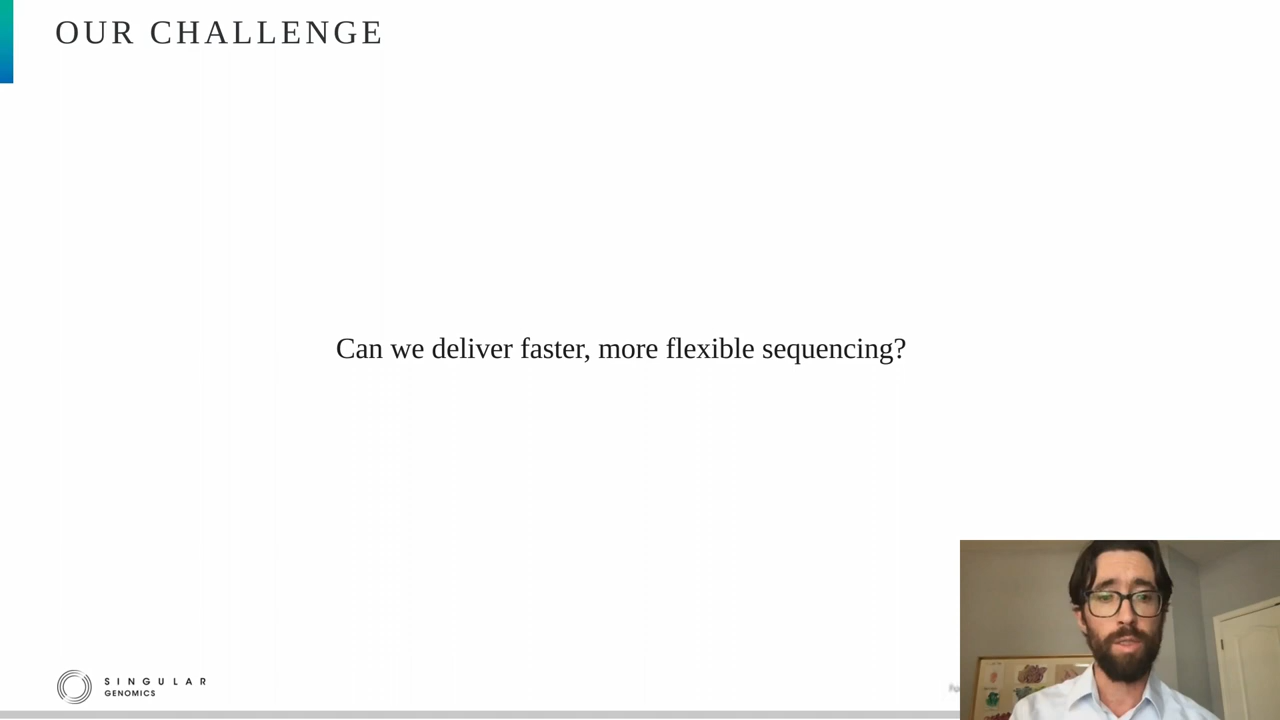 OUR CHALLENGE
Can we deliver faster, more flexible sequencing?
SINGULAR
GENOMICS